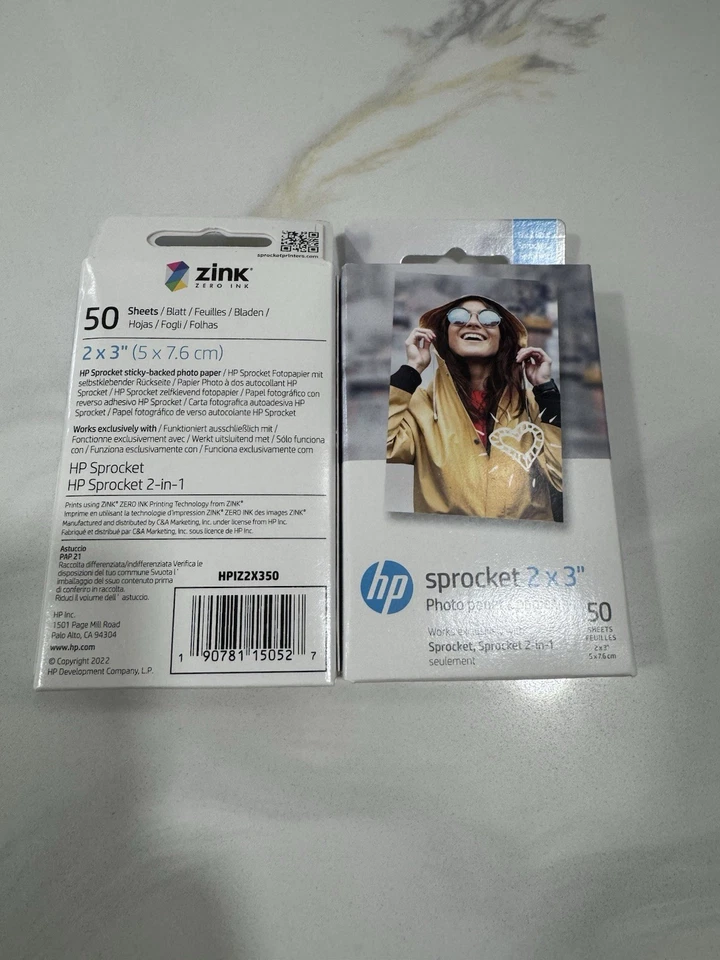 sprocketprinters.com
ZINK®
ZERO INK
50 Sheets / Blatt / Feuilles / Bladen /
Hojas / Fogli / Folhas
2 x 3" (5 x 7.6 cm)
HP Sprocket sticky-backed photo paper / HP Sprocket Fotopapier mit
selbstklebender Rückseite / Papier Photo à dos autocollant HP
Sprocket / HP Sprocket zelfklevend fotopapier / Papel fotográfico con
reverso adhesivo HP Sprocket / Carta fotografica autoadesiva HP
Sprocket / Papel fotográfico de verso autocolante HP Sprocket
Works exclusively with / Funktioniert ausschließlich mit /
Fonctionne exclusivement avec / Werkt uitsluitend met / Sólo funciona
con / Funziona esclusivamente con / Funciona exclusivamente com
HP Sprocket
HP Sprocket 2-in-1
Prints using ZINK® ZERO INK Printing Technology from ZINK®
Imprime en utilisant la technologie d'impression ZINK® ZERO INK des images ZINK®
Manufactured and distributed by C&A Marketing, Inc. under license from HP Inc.
Fabriqué et distribué par C&A Marketing, Inc. sous licence de HP Inc.
Astuccio
PAP 21
Raccolta differenziata/indifferenziata Verifica le
disposizioni del tuo commune Svuota l'
imballaggio del suo contenuto prima
di conferirlo in raccolta.
Riduci il volume dell' astuccio.
HP Inc.
1501 Page Mill Road
Palo Alto, CA 94304
www.hp.com
© Copyright 2022
HP Development Company, L.P.
HPIZ2X350
1 90781 15052 7
hp
sprocket 2 x 3"
Photo paper
50
SHEETS
FEUILLES
2 x 3"
5 x 7.6 cm
Works
Sprocket, Sprocket 2-in-1
seulement